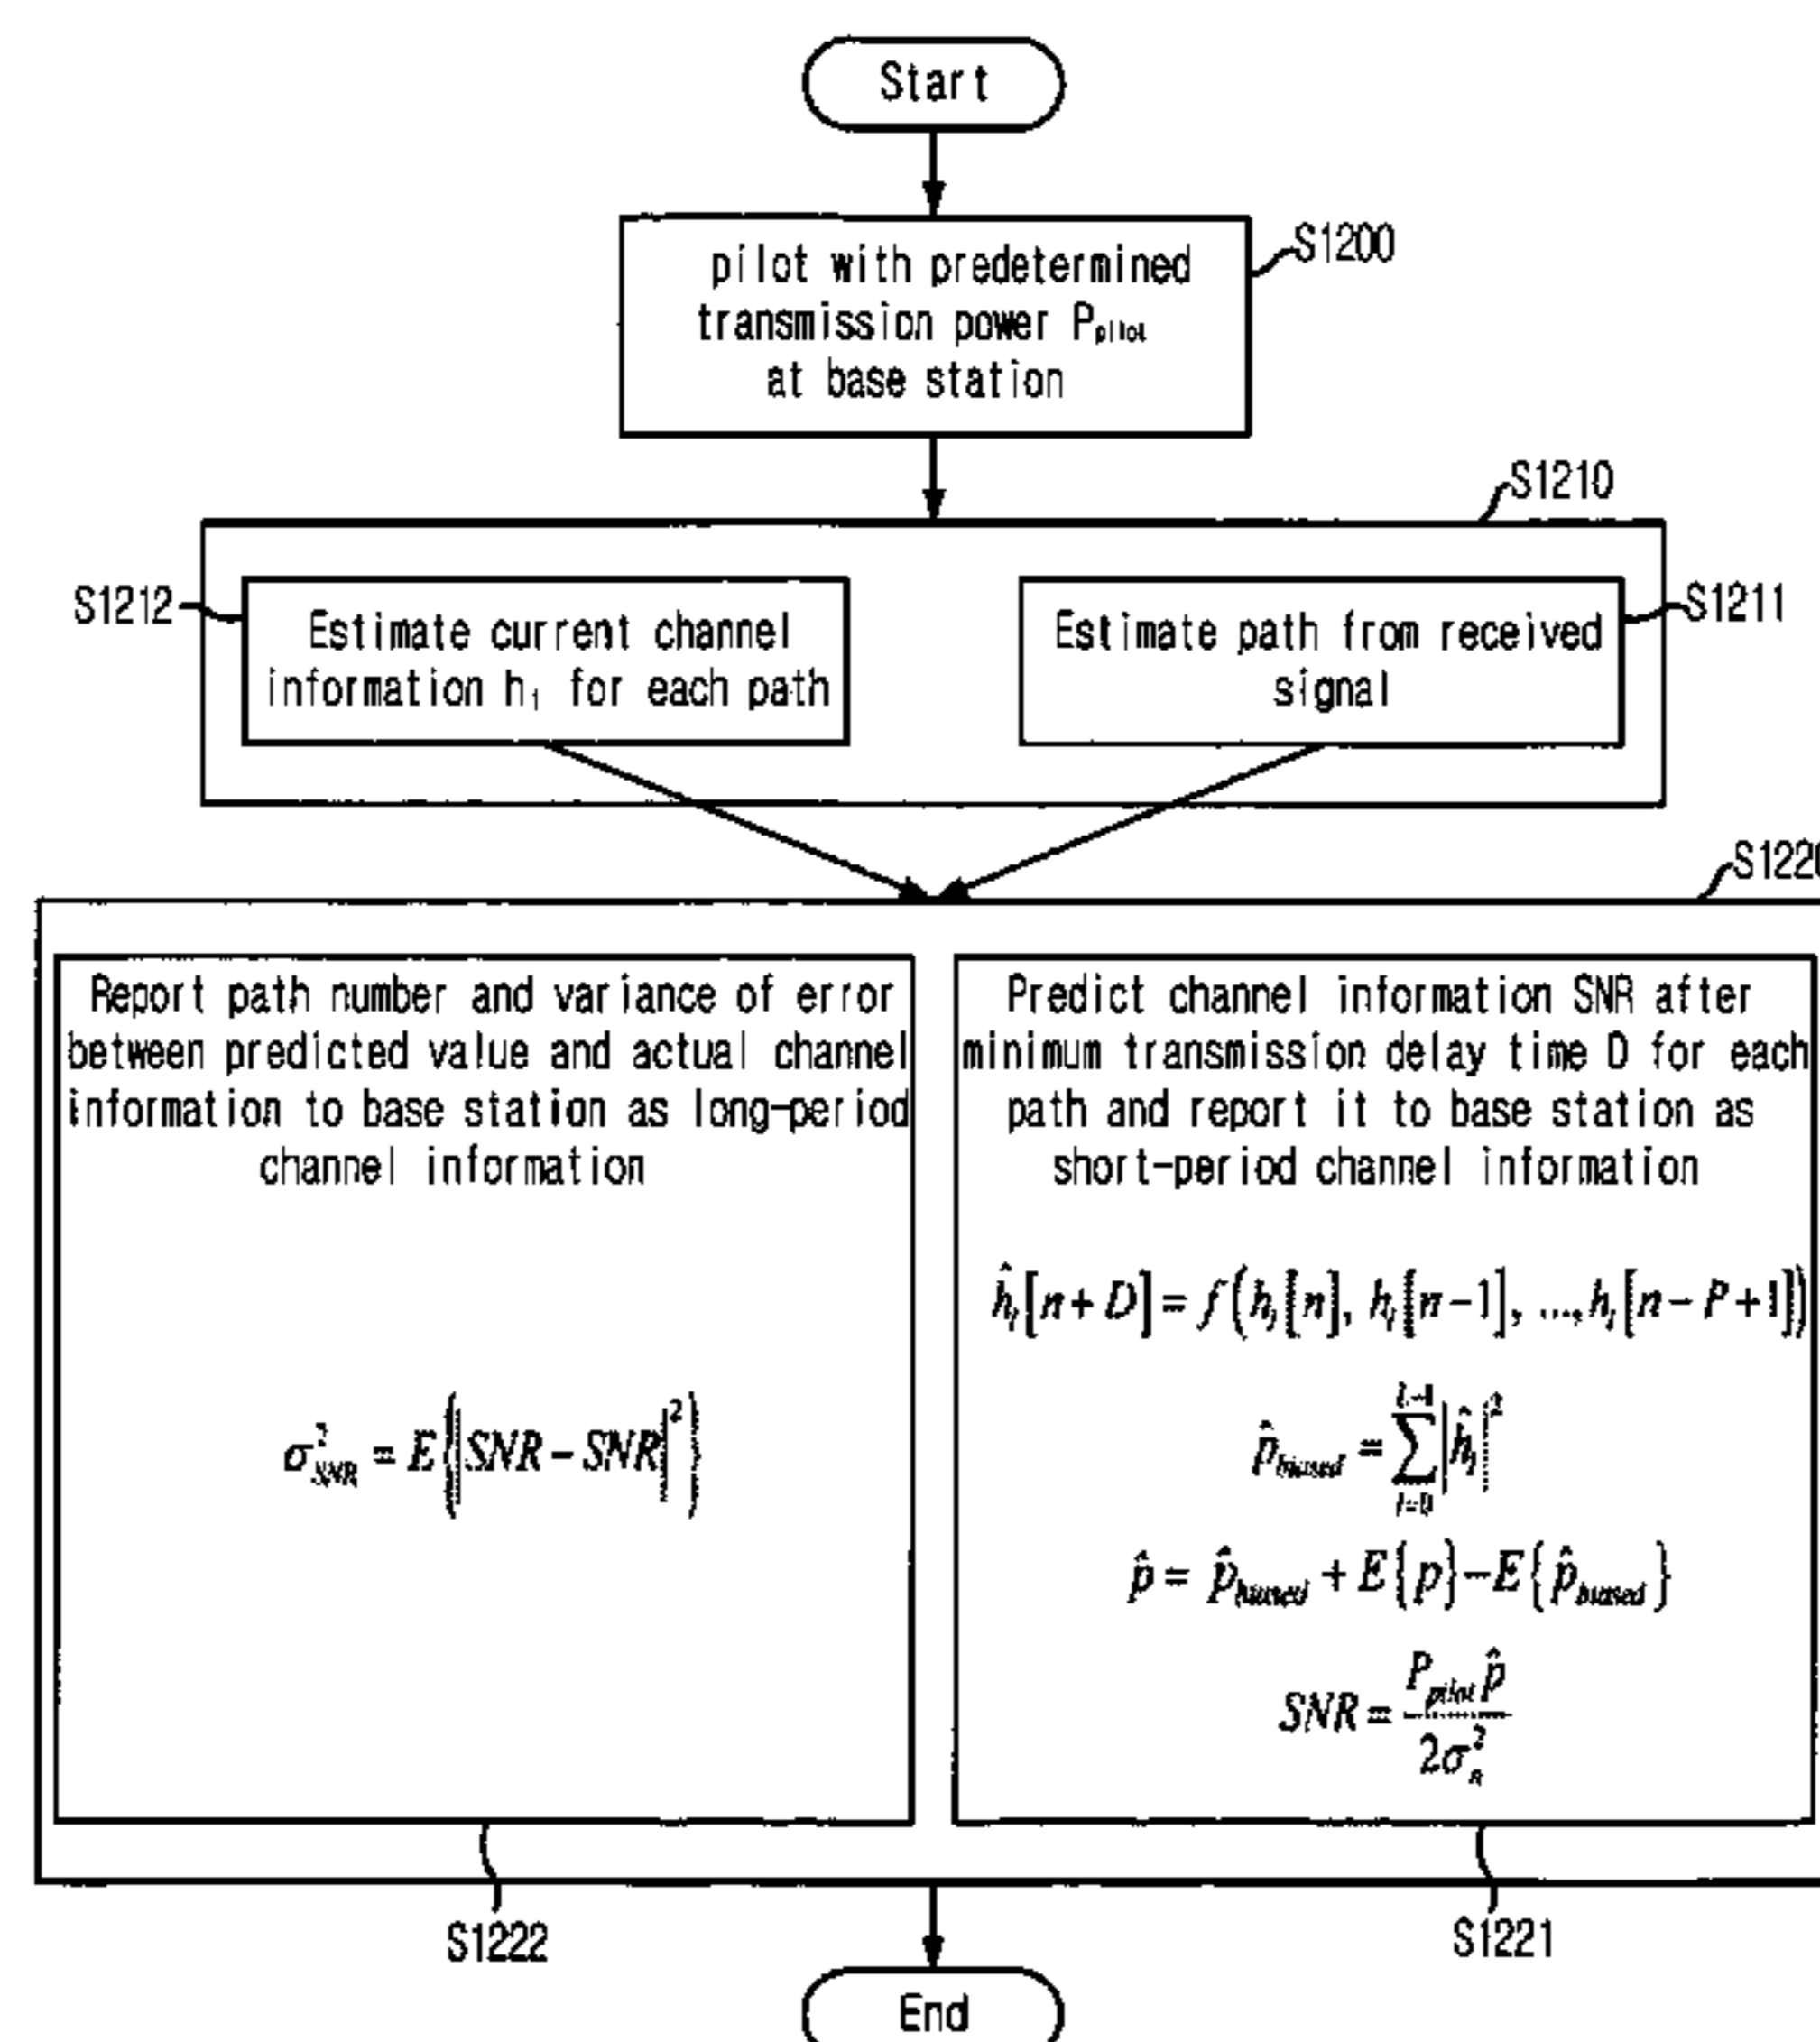 Start
pilot with predetermined
transmission power P_pilot
at base station
S1200
S1210
S1212
Estimate current channel
information h_l for each path
Estimate path from received
signal
S1211
S1220
Report path number and variance of error
between predicted value and actual channel
information to base station as long-period
channel information
σ²_SNR = E{|SNR − SNR|²}
Predict channel information SNR after
minimum transmission delay time D for each
path and report it to base station as
short-period channel information
ĥ_l[n+D] = f(h_l[n], h_l[n−1], ..., h_l[n−P+1])
p̂_biased = ∑_{l=0}^{L−1} |ĥ_l|²
p̂ = p̂_biased + E{p} − E{p̂_biased}
SNR = P_pilot p̂ / 2σ_n²
S1222
S1221
End